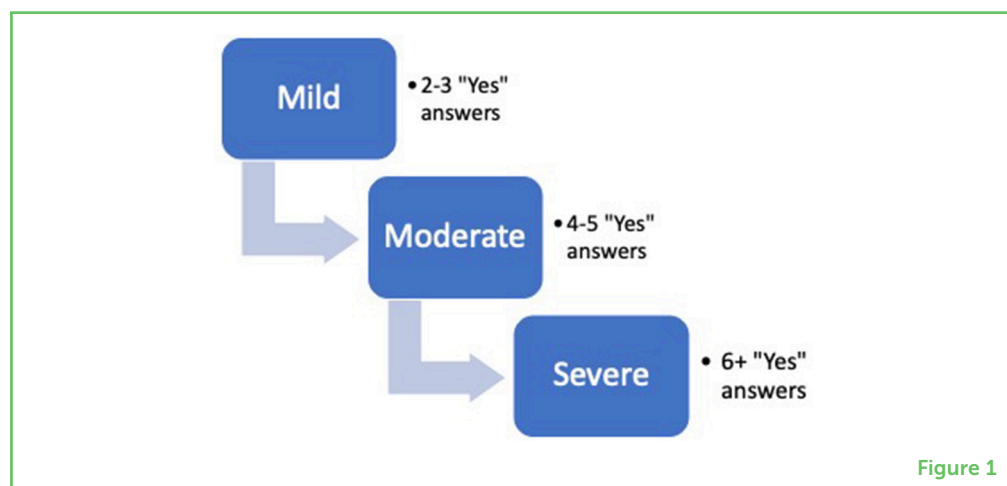 Mild
• 2-3 "Yes"
answers
Moderate
• 4-5 "Yes"
answers
Severe
• 6+ "Yes"
answers
Figure 1